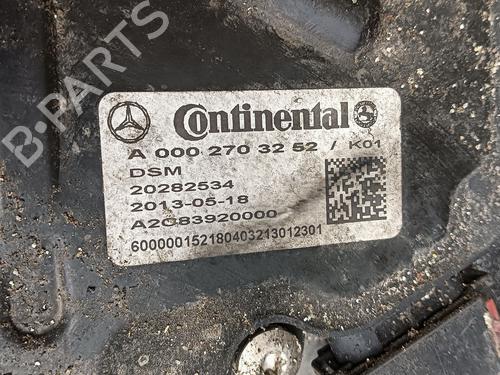 B-PARTS
Continental
A 000 270 32 52 / K01
DSM
20282534
2013-05-18
A2C83920000
600000152180403213012301